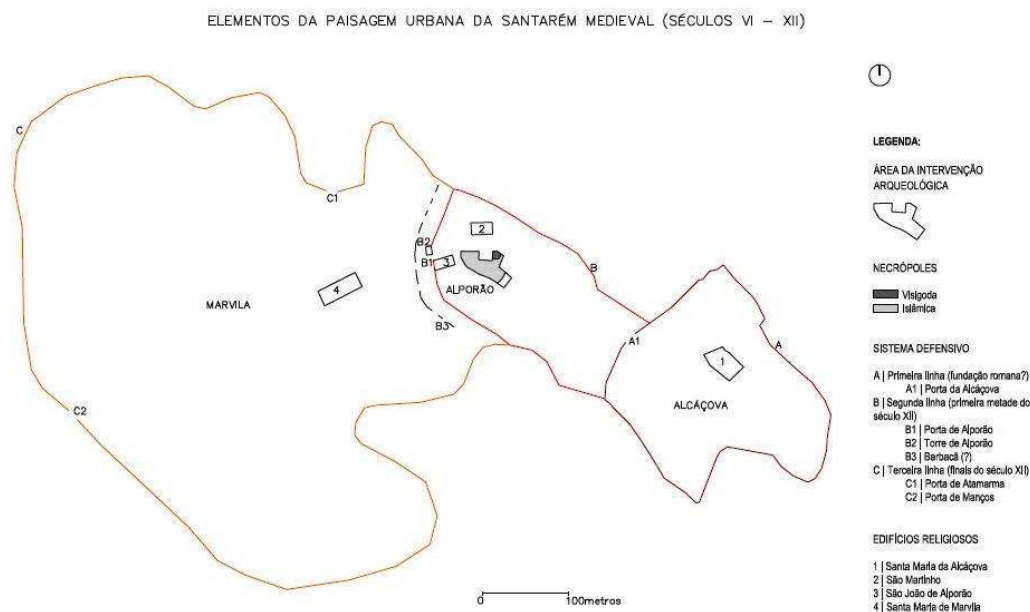 ELEMENTOS DA PAISAGEM URBANA DA SANTARÉM MEDIEVAL (SÉCULOS VI – XII)
C
C1
B2
2
B1
3
B
ALPORÃO
4
MARVILA
B3
A1
A
1
ALCÁÇOVA
C2
0
100metros
LEGENDA:
ÁREA DA INTERVENÇÃO
ARQUEOLÓGICA
NECRÓPOLES
Visigoda
Islâmica
SISTEMA DEFENSIVO
A | Primeira linha (fundação romana?)
A1 | Porta da Alcáçova
B | Segunda linha (primeira metade do
século XII)
B1 | Porta de Alporão
B2 | Torre de Alporão
B3 | Barbacã (?)
C | Terceira linha (finais do século XII)
C1 | Porta de Atamarma
C2 | Porta de Manços
EDIFÍCIOS RELIGIOSOS
1 | Santa Maria da Alcáçova
2 | São Martinho
3 | São João de Alporão
4 | Santa Maria de Marvila